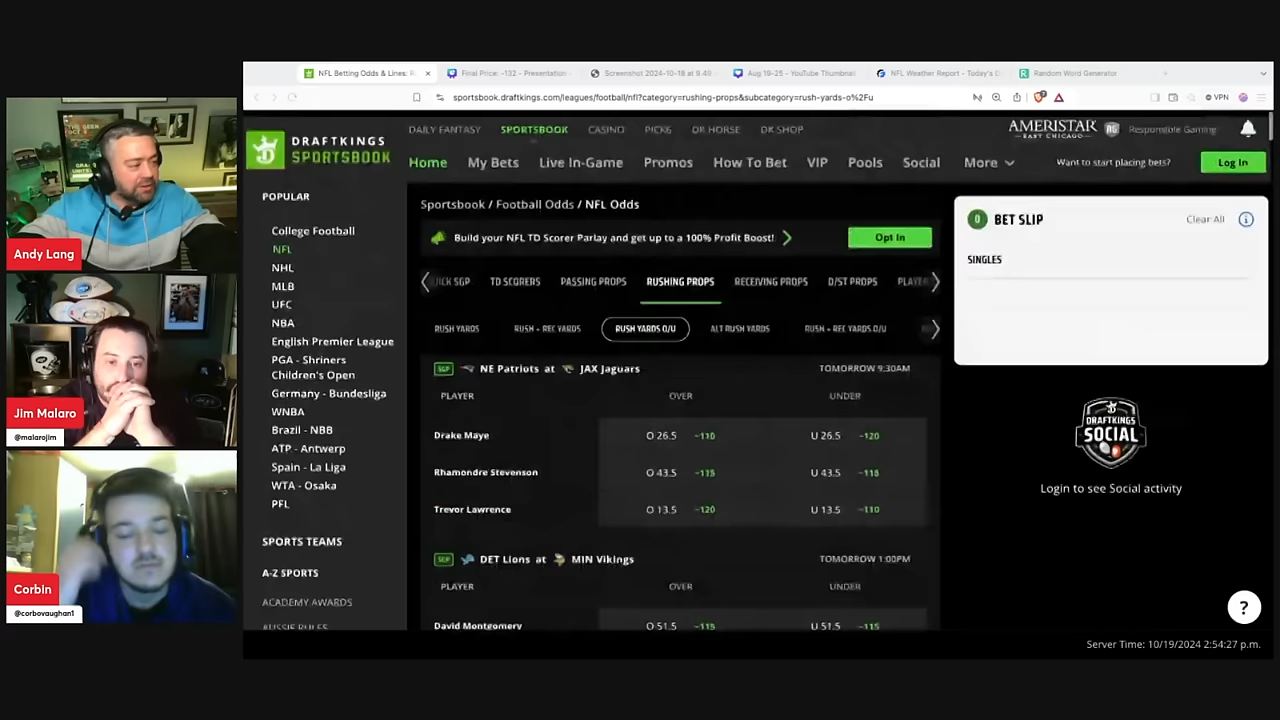 NFL Betting Odds & Lines: R
Final Price: -132 - Presentation
Screenshot 2024-10-18 at 9.40
Aug 19-25 - YouTube Thumbnail
NFL Weather Report - Today's D
Random Word Generator
sportsbook.draftkings.com/leagues/football/nfl?category=rushing-props&subcategory=rush-yards-o%2Fu
VPN
DRAFTKINGS
SPORTSBOOK
DAILY FANTASY SPORTSBOOK CASINO PICK6 DK HORSE DK SHOP
AMERISTAR
EAST CHICAGO
RG Responsible Gaming
Home My Bets Live In-Game Promos How To Bet VIP Pools Social More
Want to start placing bets?
Log In
POPULAR
College Football
NFL
NHL
MLB
UFC
NBA
English Premier League
PGA - Shriners
Children's Open
Germany - Bundesliga
WNBA
Brazil - NBB
ATP - Antwerp
Spain - La Liga
WTA - Osaka
PFL
SPORTS TEAMS
A-Z SPORTS
ACADEMY AWARDS
AUSSIE RULES
Sportsbook / Football Odds / NFL Odds
Build your NFL TD Scorer Parlay and get up to a 100% Profit Boost!
Opt In
ICK SGP TD SCORERS PASSING PROPS RUSHING PROPS RECEIVING PROPS D/ST PROPS PLAYE
RUSH YARDS RUSH + REC YARDS RUSH YARDS O/U ALT RUSH YARDS RUSH + REC YARDS O/U
SGP NE Patriots at JAX Jaguars TOMORROW 9:30AM
PLAYER OVER UNDER
Drake Maye O 26.5 -110 U 26.5 -120
Rhamondre Stevenson O 43.5 -115 U 43.5 -115
Trevor Lawrence O 13.5 -120 U 13.5 -110
SGP DET Lions at MIN Vikings TOMORROW 1:00PM
PLAYER OVER UNDER
David Montgomery O 51.5 -115 U 51.5 -115
0 BET SLIP Clear All
SINGLES
DRAFTKINGS
SOCIAL
Login to see Social activity
?
Server Time: 10/19/2024 2:54:27 p.m.
Andy Lang
Jim Malaro
@malarojim
Corbin
@corbovaughan1